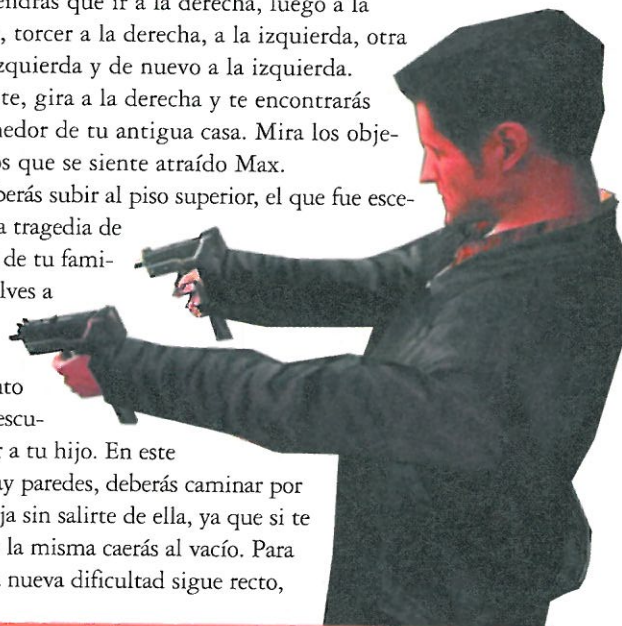 endrás que ir a la derecha, luego a la
, torcer a la derecha, a la izquierda, otra
zquierda y de nuevo a la izquierda.
te, gira a la derecha y te encontrarás
nedor de tu antigua casa. Mira los obje-
s que se siente atraído Max.
berás subir al piso superior, el que fue esce-
a tragedia de
de tu fami-
lves a
nto
escu-
r a tu hijo. En este
ay paredes, deberás caminar por
ja sin salirte de ella, ya que si te
la misma caerás al vacío. Para
nueva dificultad sigue recto,